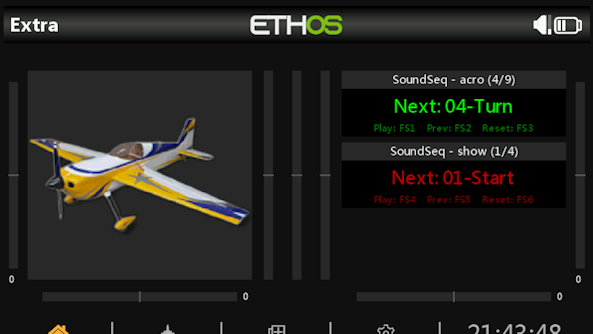 Extra
ETHOS
SoundSeq - acro (4/9)
Next: 04-Turn
Play: FS1 Prev: FS2 Reset: FS3
SoundSeq - show (1/4)
Next: 01-Start
Play: FS4 Prev: FS5 Reset: FS6
0
0
0
0
21:43:48